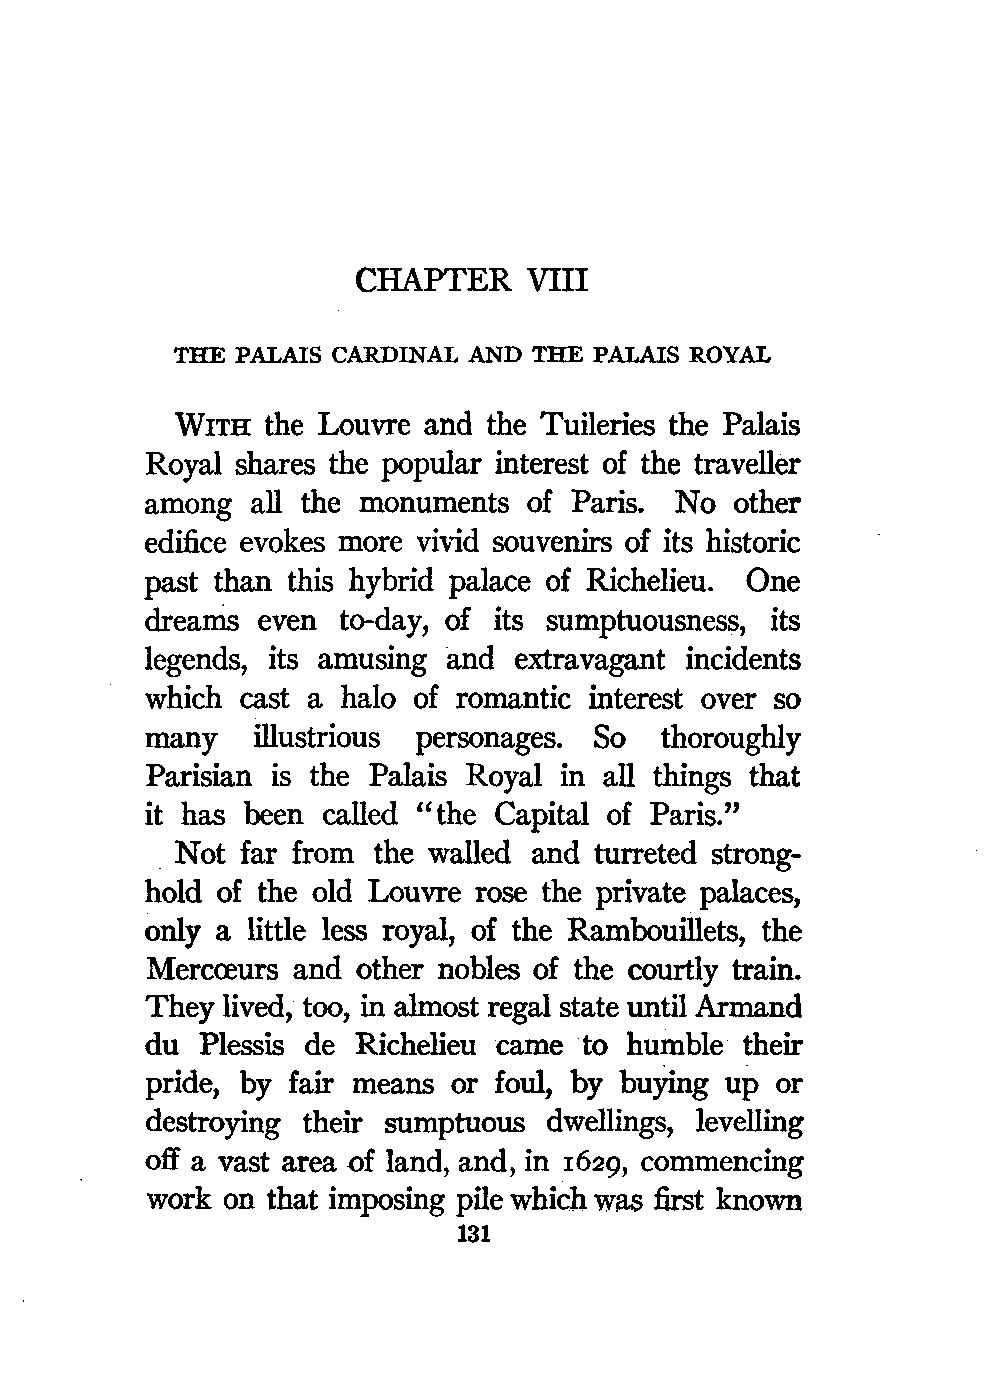 CHAPTER VIII
THE PALAIS CARDINAL AND THE PALAIS ROYAL
WITH the Louvre and the Tuileries the Palais
Royal shares the popular interest of the traveller
among all the monuments of Paris. No other
edifice evokes more vivid souvenirs of its historic
past than this hybrid palace of Richelieu. One
dreams even to-day, of its sumptuousness, its
legends, its amusing and extravagant incidents
which cast a halo of romantic interest over so
many illustrious personages. So thoroughly
Parisian is the Palais Royal in all things that
it has been called “the Capital of Paris.”
Not far from the walled and turreted strong-
hold of the old Louvre rose the private palaces,
only a little less royal, of the Rambouillets, the
Mercœurs and other nobles of the courtly train.
They lived, too, in almost regal state until Armand
du Plessis de Richelieu came to humble their
pride, by fair means or foul, by buying up or
destroying their sumptuous dwellings, levelling
off a vast area of land, and, in 1629, commencing
work on that imposing pile which was first known
131